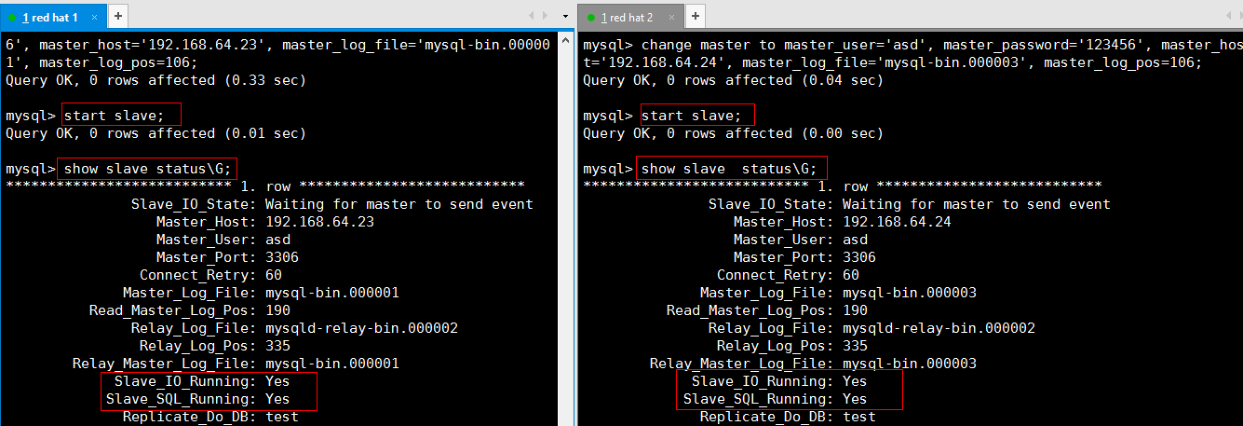 1 red hat 1 × +
6', master_host='192.168.64.23', master_log_file='mysql-bin.00000
1', master_log_pos=106;
Query OK, 0 rows affected (0.33 sec)
mysql> start slave;
Query OK, 0 rows affected (0.01 sec)
mysql> show slave status\G;
*************************** 1. row ***************************
Slave_IO_State: Waiting for master to send event
Master_Host: 192.168.64.23
Master_User: asd
Master_Port: 3306
Connect_Retry: 60
Master_Log_File: mysql-bin.000001
Read_Master_Log_Pos: 190
Relay_Log_File: mysqld-relay-bin.000002
Relay_Log_Pos: 335
Relay_Master_Log_File: mysql-bin.000001
Slave_IO_Running: Yes
Slave_SQL_Running: Yes
Replicate_Do_DB: test
1 red hat 2 × +
mysql> change master to master_user='asd', master_password='123456', master_hos
t='192.168.64.24', master_log_file='mysql-bin.000003', master_log_pos=106;
Query OK, 0 rows affected (0.04 sec)
mysql> start slave;
Query OK, 0 rows affected (0.00 sec)
mysql> show slave  status\G;
*************************** 1. row ***************************
Slave_IO_State: Waiting for master to send event
Master_Host: 192.168.64.24
Master_User: asd
Master_Port: 3306
Connect_Retry: 60
Master_Log_File: mysql-bin.000003
Read_Master_Log_Pos: 190
Relay_Log_File: mysqld-relay-bin.000002
Relay_Log_Pos: 335
Relay_Master_Log_File: mysql-bin.000003
Slave_IO_Running: Yes
Slave_SQL_Running: Yes
Replicate_Do_DB: test